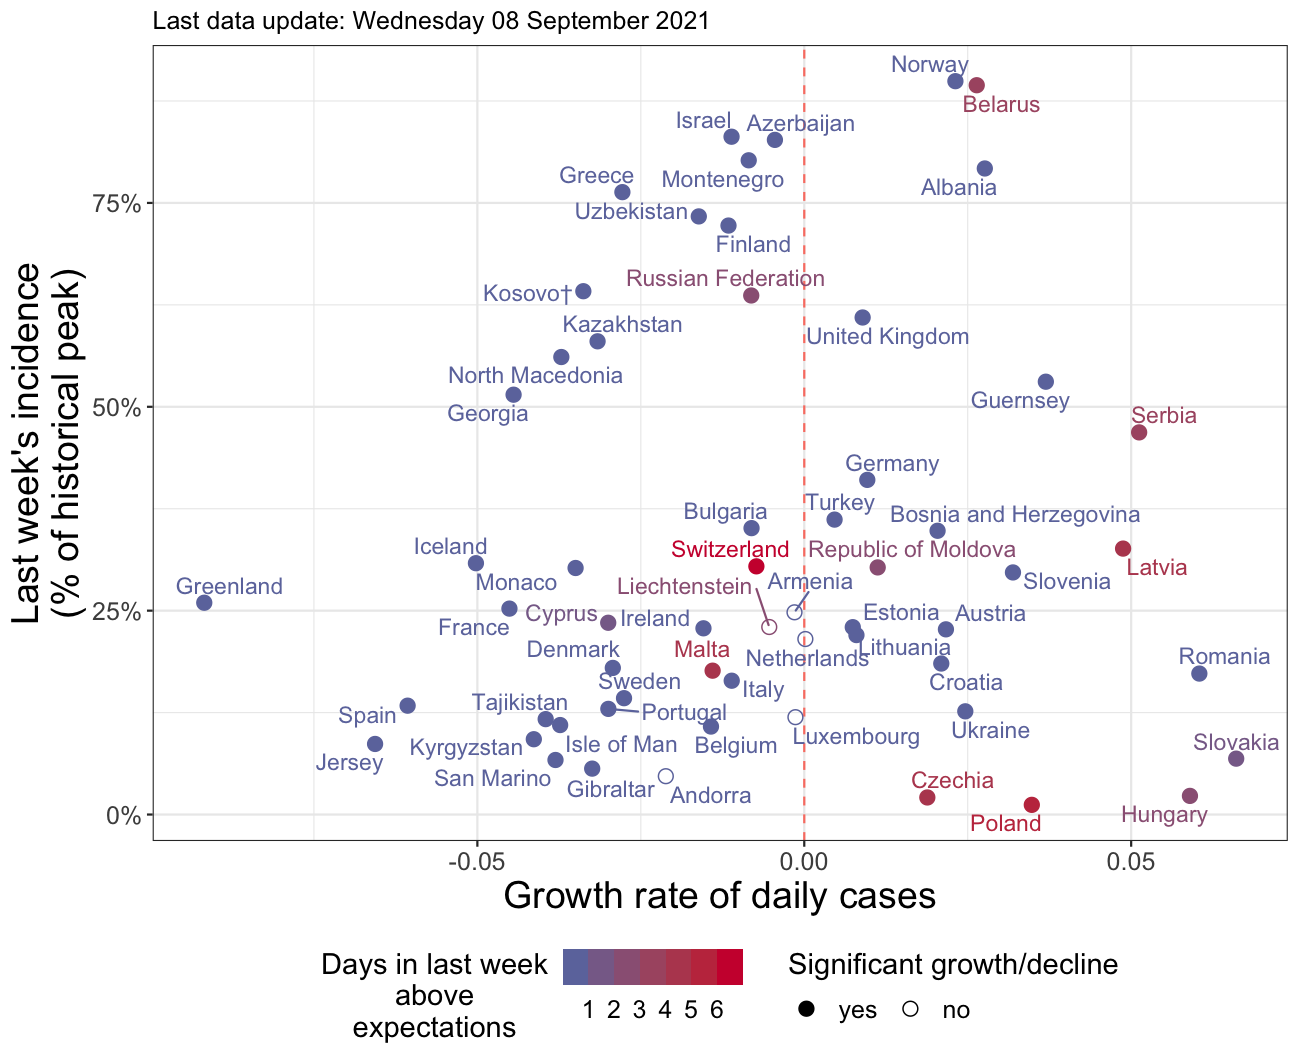 Last data update: Wednesday 08 September 2021
Norway
Belarus
Israel
Azerbaijan
Greece
Montenegro
Albania
75%
Uzbekistan
Finland
Russian Federation
Kosovo†
Kazakhstan
United Kingdom
North Macedonia
Guernsey
50%
Georgia
Serbia
Germany
Turkey
Bulgaria
Bosnia and Herzegovina
Iceland
Switzerland
Republic of Moldova
Latvia
Monaco
Greenland
Liechtenstein
Armenia
Slovenia
25%
France
Cyprus
Ireland
Estonia
Austria
Denmark
Malta
Netherlands
Lithuania
Romania
Sweden
Italy
Croatia
Spain
Tajikistan
Portugal
Ukraine
Jersey
Kyrgyzstan
Isle of Man
Belgium
Luxembourg
Slovakia
San Marino
Gibraltar
Andorra
Czechia
0%
Poland
Hungary
Last week's incidence
(% of historical peak)
-0.05
0.00
0.05
Growth rate of daily cases
Days in last week
above
expectations
1 2 3 4 5 6
Significant growth/decline
yes
no